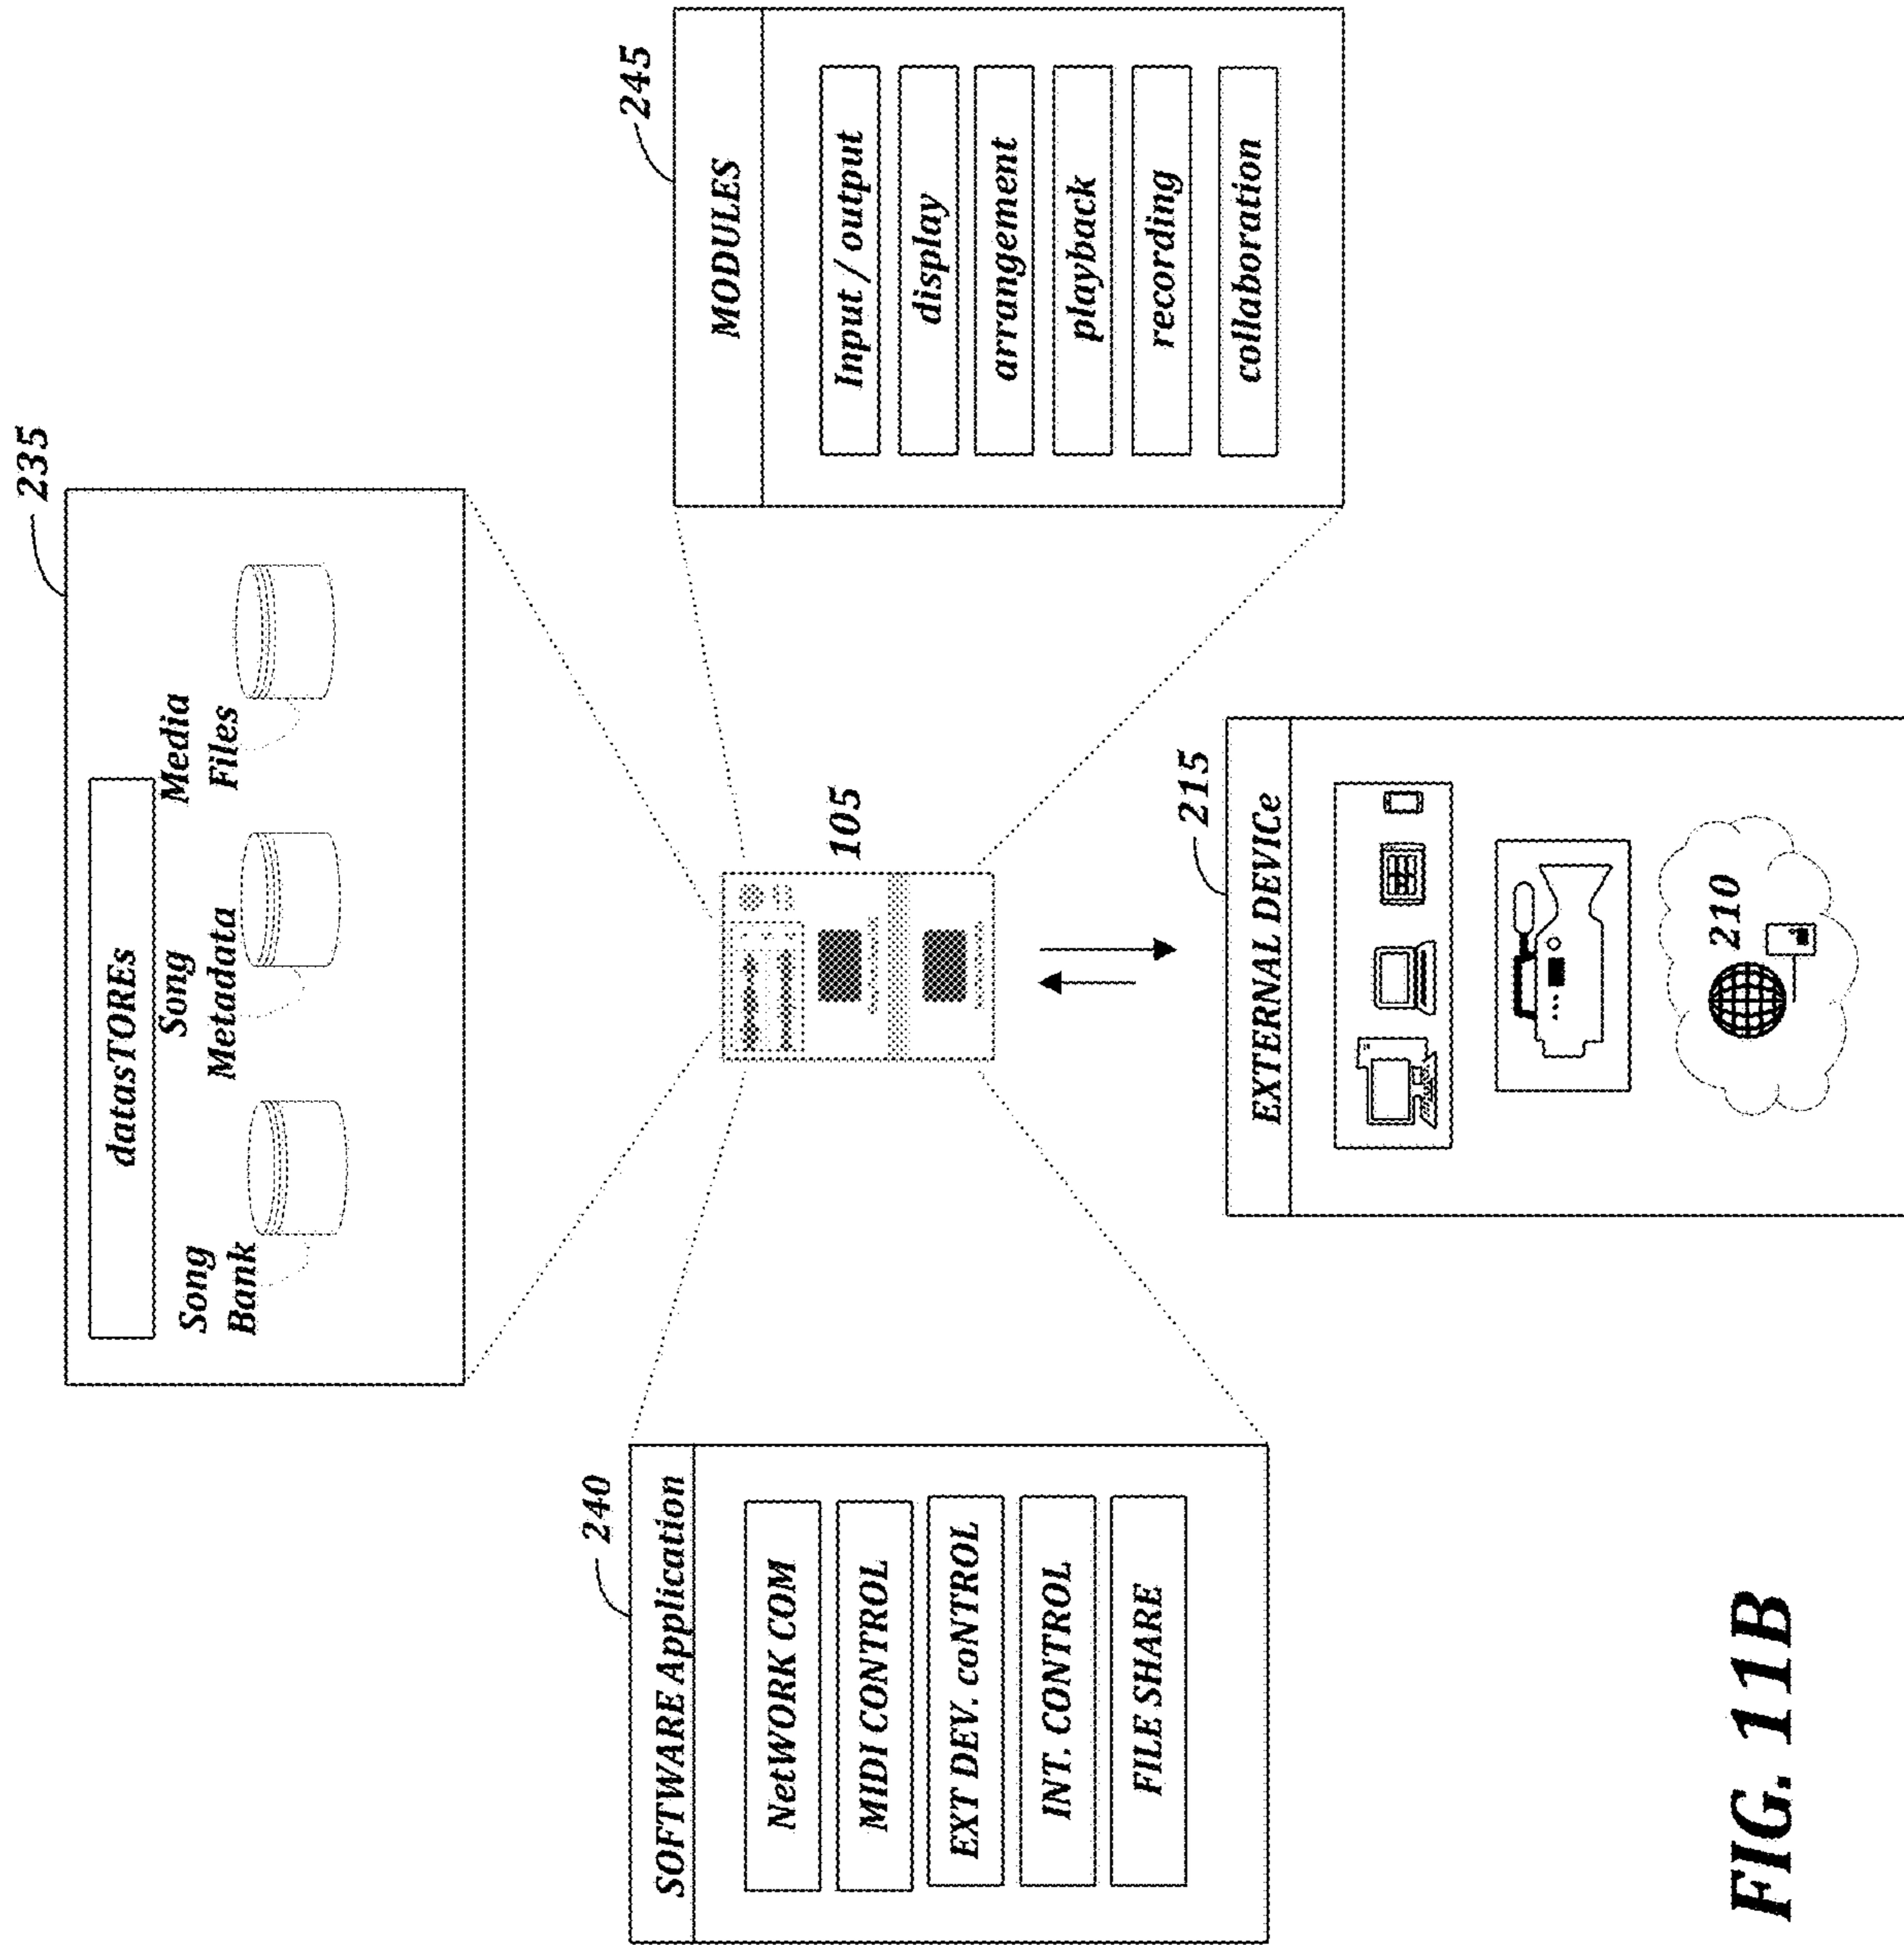 235
datasTOREs
Song
Bank
Song
Metadata
Media
Files
240
SOFTWARE Application
NetWORK COM
MIDI CONTROL
EXT DEV. coNTROL
INT. CONTROL
FILE SHARE
105
245
MODULES
Input / output
display
arrangement
playback
recording
collaboration
215
EXTERNAL DEVICe
210
FIG. 11B